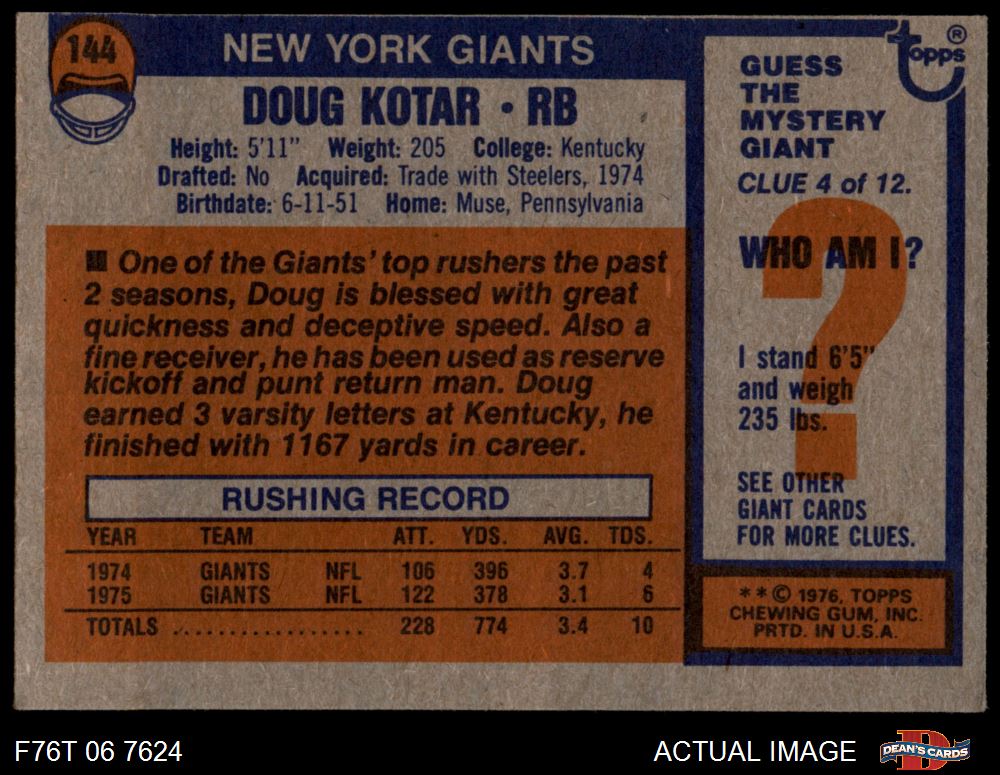 144
NEW YORK GIANTS
DOUG KOTAR • RB
Height: 5'11" Weight: 205 College: Kentucky
Drafted: No Acquired: Trade with Steelers, 1974
Birthdate: 6-11-51 Home: Muse, Pennsylvania
■ One of the Giants' top rushers the past
2 seasons, Doug is blessed with great
quickness and deceptive speed. Also a
fine receiver, he has been used as reserve
kickoff and punt return man. Doug
earned 3 varsity letters at Kentucky, he
finished with 1167 yards in career.
RUSHING RECORD
YEAR TEAM ATT. YDS. AVG. TDS.
1974 GIANTS NFL 106 396 3.7 4
1975 GIANTS NFL 122 378 3.1 6
TOTALS .................. 228 774 3.4 10
Topps ®
GUESS
THE
MYSTERY
GIANT
CLUE 4 of 12.
?
WHO AM I?
I stand 6'5"
and weigh
235 lbs.
SEE OTHER
GIANT CARDS
FOR MORE CLUES.
* * © 1976, TOPPS
CHEWING GUM, INC.
PRTD. IN U.S.A.
F76T 06 7624
ACTUAL IMAGE
D
DEAN'S CARDS